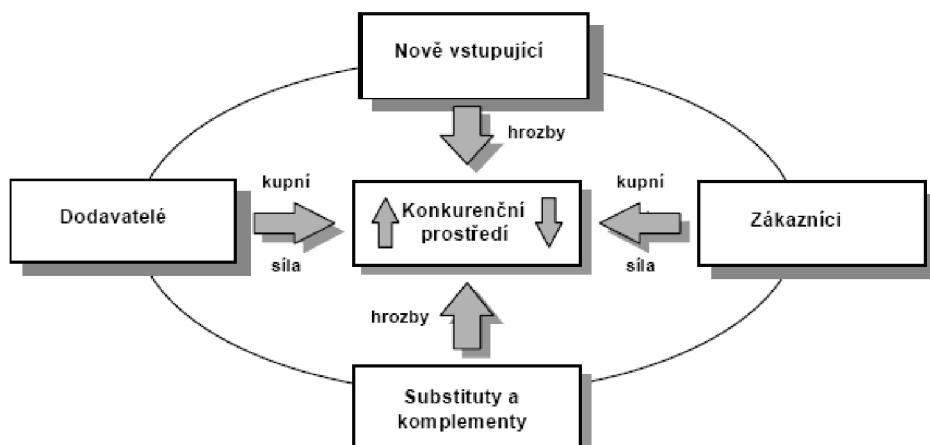 Nově vstupující
hrozby
kupní
kupní
Dodavatelé
Konkurenční
prostředí
Zákazníci
síla
síla
hrozby
Substituty a
komplementy